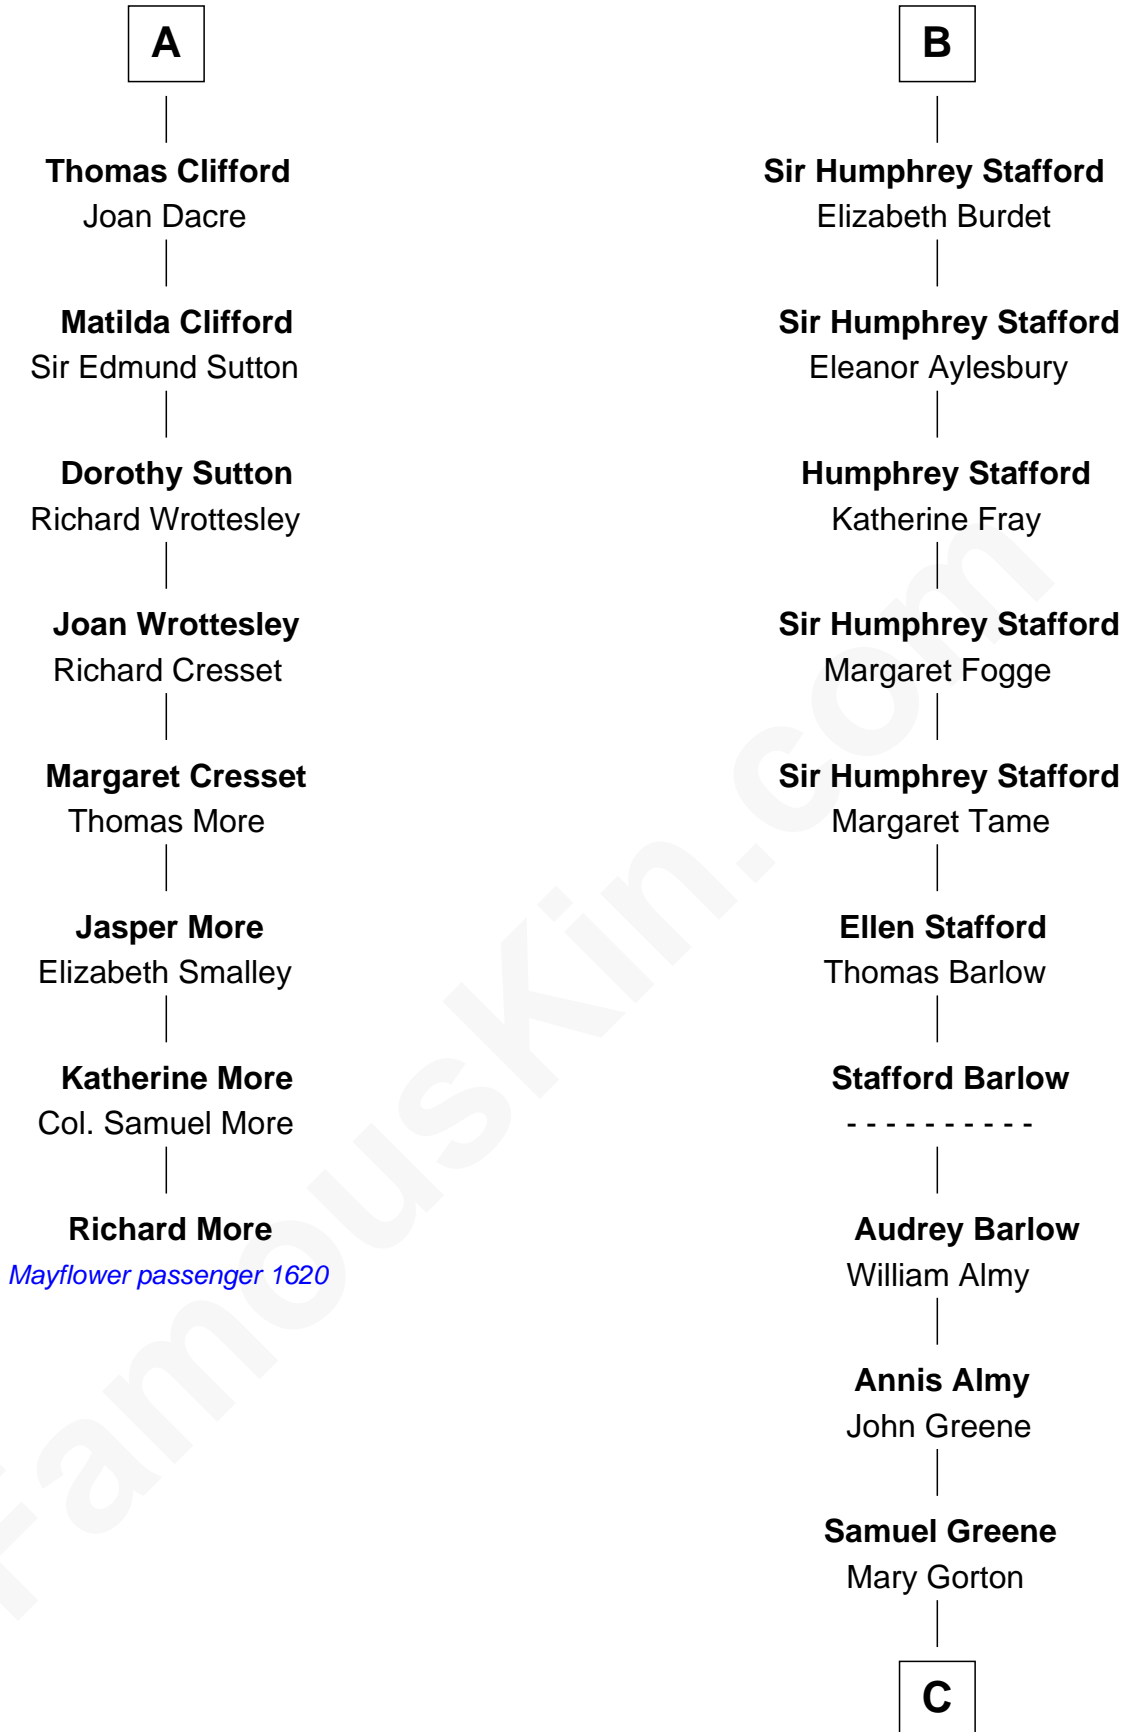 A
Thomas Clifford
Joan Dacre
Matilda Clifford
Sir Edmund Sutton
Dorothy Sutton
Richard Wrottesley
Joan Wrottesley
Richard Cresset
Margaret Cresset
Thomas More
Jasper More
Elizabeth Smalley
Katherine More
Col. Samuel More
Richard More
Mayflower passenger 1620
B
Sir Humphrey Stafford
Elizabeth Burdet
Sir Humphrey Stafford
Eleanor Aylesbury
Humphrey Stafford
Katherine Fray
Sir Humphrey Stafford
Margaret Fogge
Sir Humphrey Stafford
Margaret Tame
Ellen Stafford
Thomas Barlow
Stafford Barlow
- - - - - - - - - -
Audrey Barlow
William Almy
Annis Almy
John Greene
Samuel Greene
Mary Gorton
C
FamousKin.com